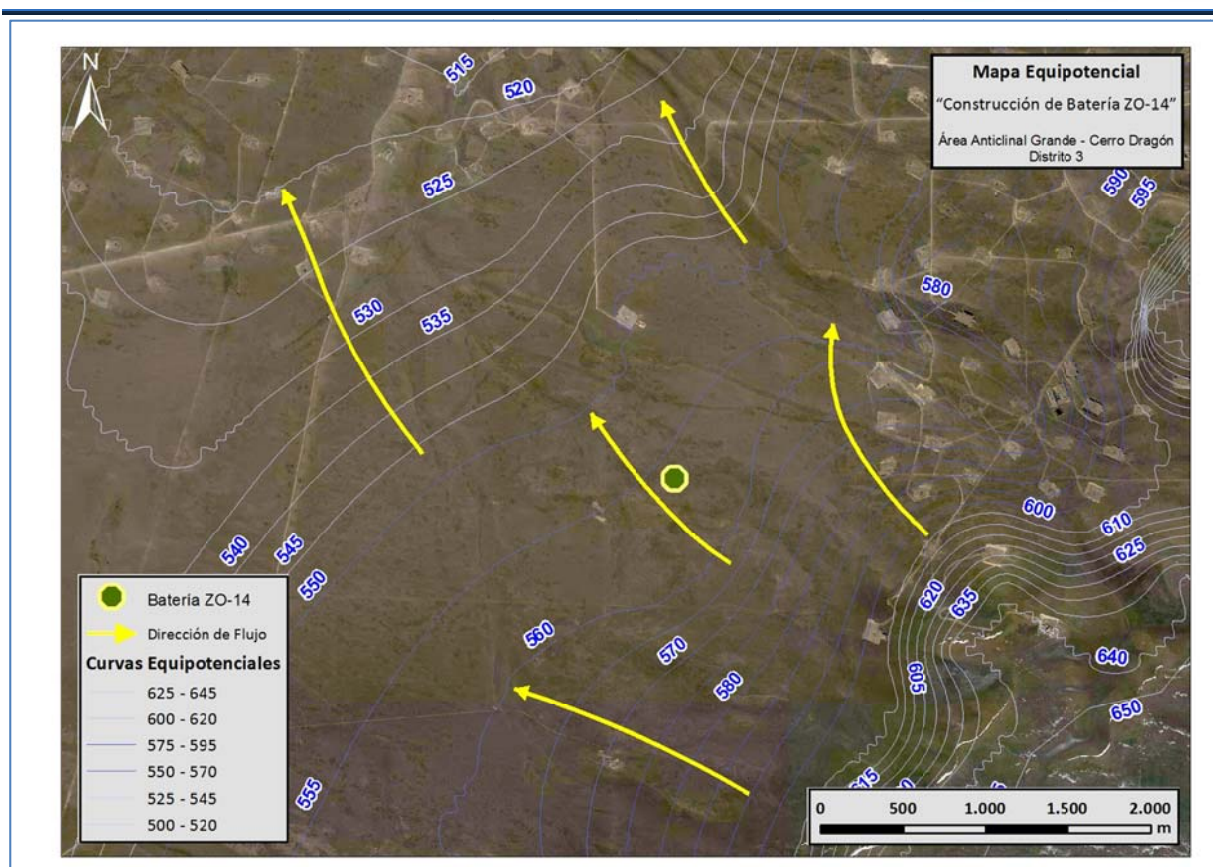 N
Mapa Equipotencial
“Construcción de Batería ZO-14”
Área Anticlinal Grande - Cerro Dragón
Distrito 3
515
520
525
590
595
580
530
535
540
545
550
600
610
625
620
635
560
570
640
605
580
650
555
615
Batería ZO-14
Dirección de Flujo
Curvas Equipotenciales
625 - 645
600 - 620
575 - 595
550 - 570
525 - 545
500 - 520
0 500 1.000 1.500 2.000
m